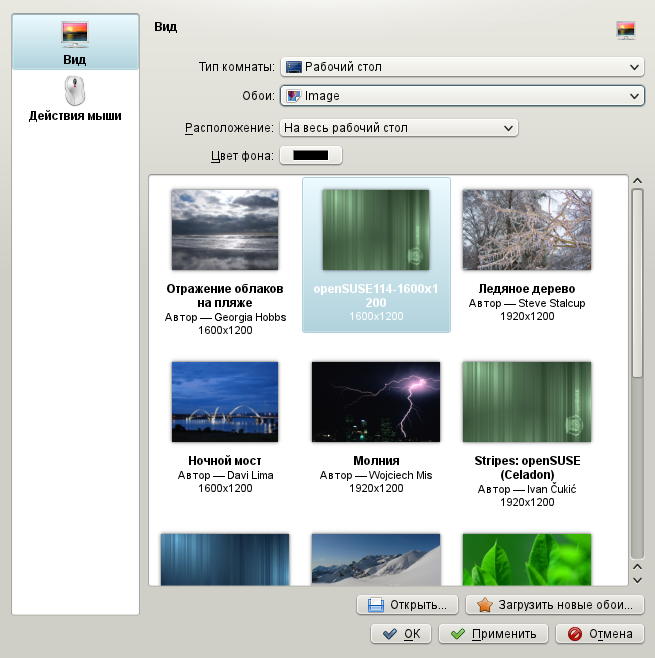 Вид
Действия мыши
Вид
Тип комнаты: Рабочий стол
Обои: Image
Расположение: На весь рабочий стол
Цвет фона:
Отражение облаков
на пляже
Автор — Georgia Hobbs
1600x1200
openSUSE114-1600x1
200
1600x1200
Ледяное дерево
Автор — Steve Stalcup
1920x1200
Ночной мост
Автор — Davi Lima
1600x1200
Молния
Автор — Wojciech Mis
1920x1200
Stripes: openSUSE
(Celadon)
Автор — Ivan Čukić
1920x1200
Открыть...
Загрузить новые обои...
OK
Применить
Отмена